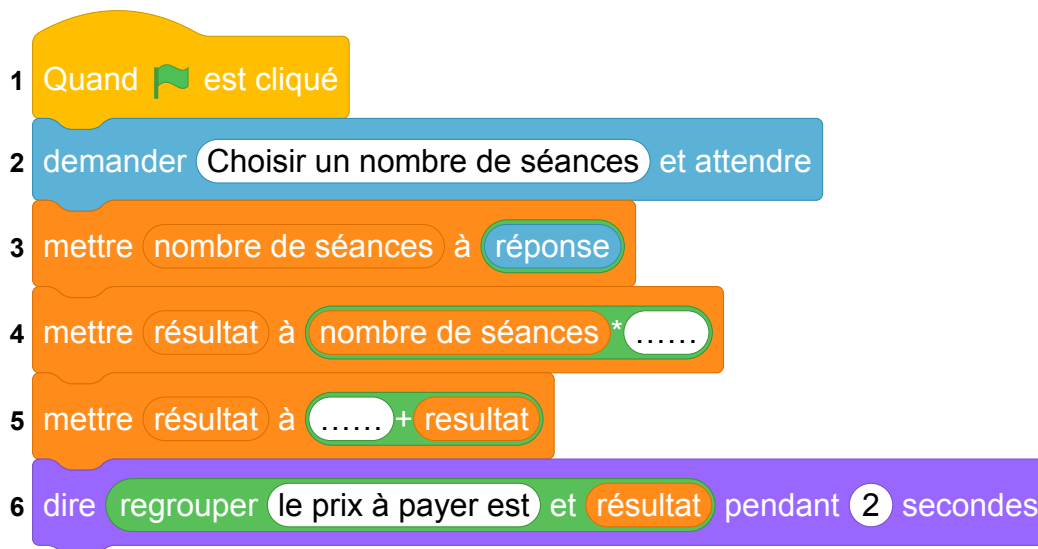 1 Quand est cliqué
2 demander Choisir un nombre de séances et attendre
3 mettre nombre de séances à réponse
4 mettre résultat à nombre de séances * ......
5 mettre résultat à ...... + resultat
6 dire regrouper le prix à payer est et résultat pendant 2 secondes